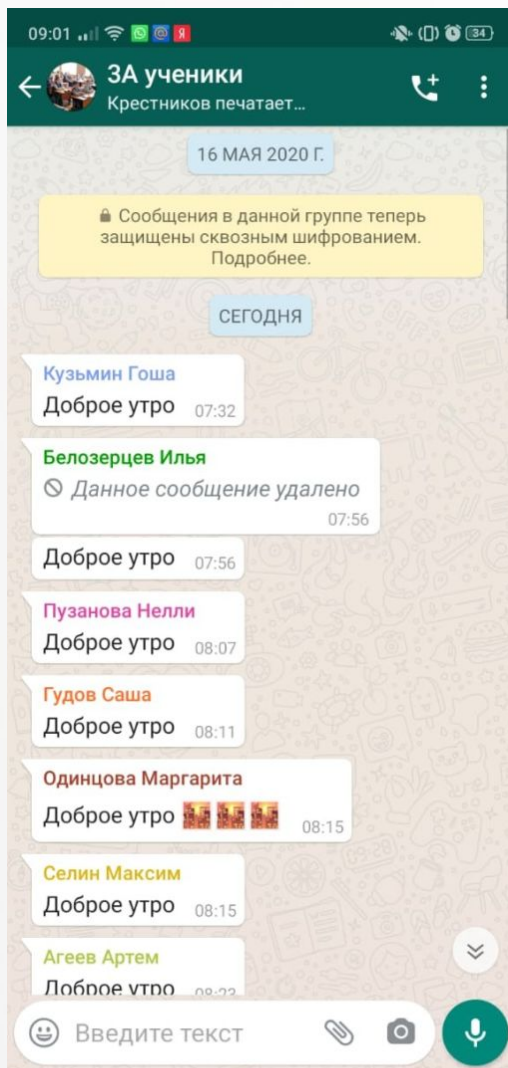 09:01
34
3А ученики
Крестников печатает...
16 МАЯ 2020 Г.
Сообщения в данной группе теперь
защищены сквозным шифрованием.
Подробнее.
СЕГОДНЯ
Кузьмин Гоша
Доброе утро 07:32
Белозерцев Илья
Данное сообщение удалено
07:56
Доброе утро 07:56
Пузанова Нелли
Доброе утро 08:07
Гудов Саша
Доброе утро 08:11
Одинцова Маргарита
Доброе утро 🌇🌇🌇 08:15
Селин Максим
Доброе утро 08:15
Агеев Артем
Доброе утро 08:23
Введите текст